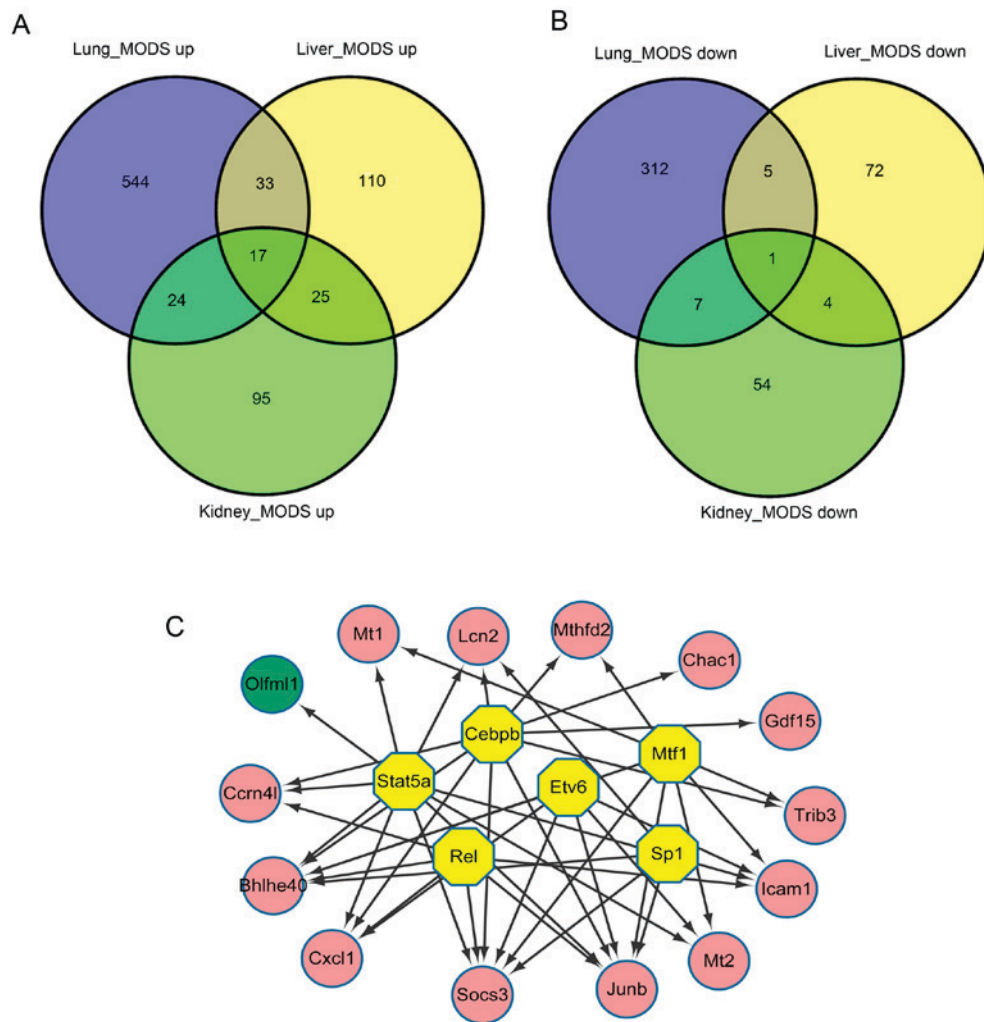 A
Lung_MODS up
Liver_MODS up
544
33
110
17
24
25
95
Kidney_MODS up
B
Lung_MODS down
Liver_MODS down
312
5
72
1
7
4
54
Kidney_MODS down
C
Mt1
Lcn2
Mthfd2
Chac1
Olfml1
Gdf15
Cebpb
Mtf1
Stat5a
Etv6
Ccrn4l
Trib3
Rel
Sp1
Bhlhe40
Icam1
Cxcl1
Mt2
Socs3
Junb